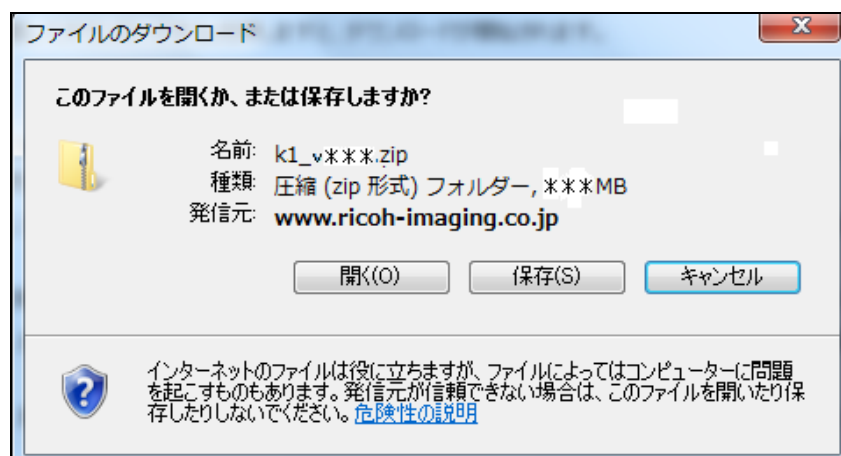 ファイルのダウンロード
このファイルを開くか、または保存しますか?
名前: k1_v***.zip
種類: 圧縮 (zip 形式) フォルダー, ***MB
発信元: www.ricoh-imaging.co.jp
開く(O) 保存(S) キャンセル
インターネットのファイルは役に立ちますが、ファイルによってはコンピューターに問題
を起こすものもあります。発信元が信頼できない場合は、このファイルを開いたり保
存したりしないでください。危険性の説明